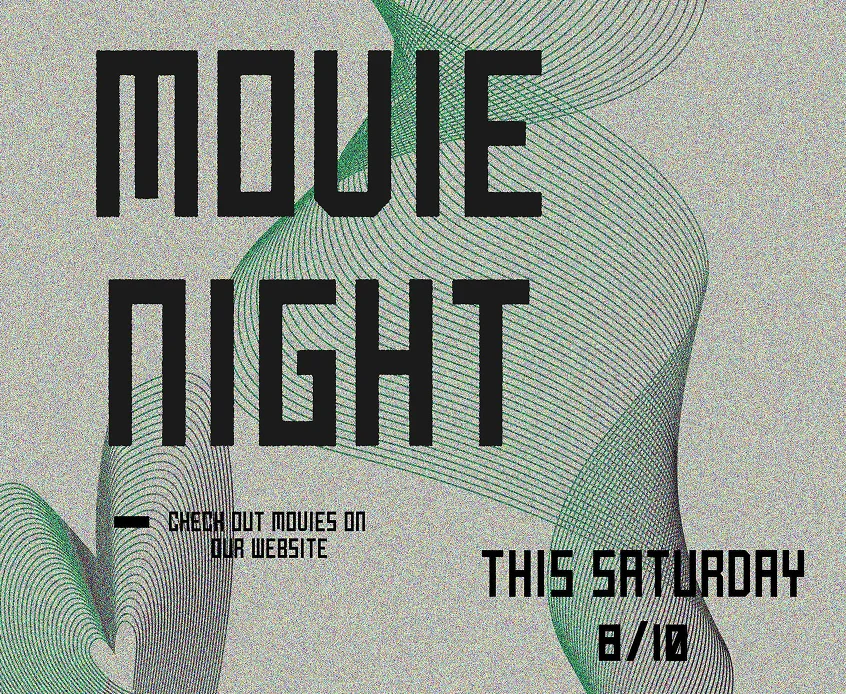 MOVIE
NIGHT
CHECK OUT MOVIES ON
OUR WEBSITE
THIS SATURDAY
8/10